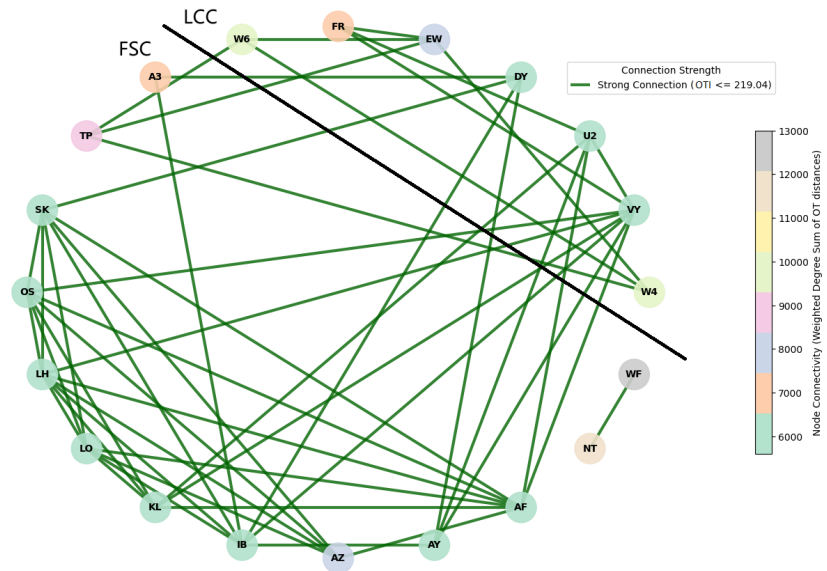 LCC
FR
W6
EW
FSC
A3
DY
Connection Strength
Strong Connection (OTI <= 219.04)
TP
U2
13000
12000
SK
VY
11000
OS
W4
10000
9000
LH
WF
8000
LO
NT
7000
KL
AF
6000
IB
AZ
AY
Node Connectivity (Weighted Degree Sum of OT distances)